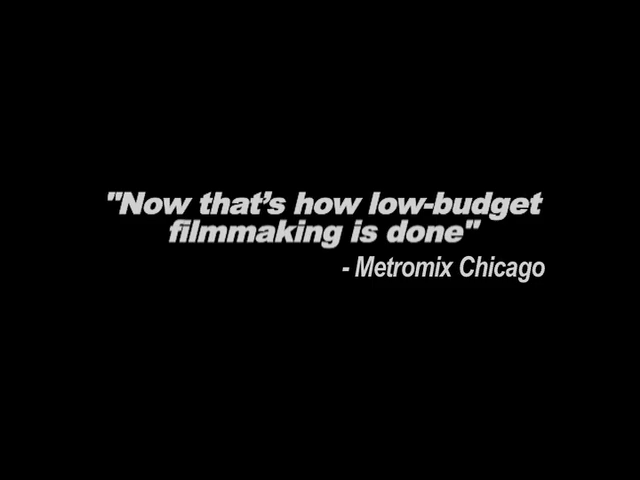 "Now that’s how low-budget
filmmaking is done"
- Metromix Chicago